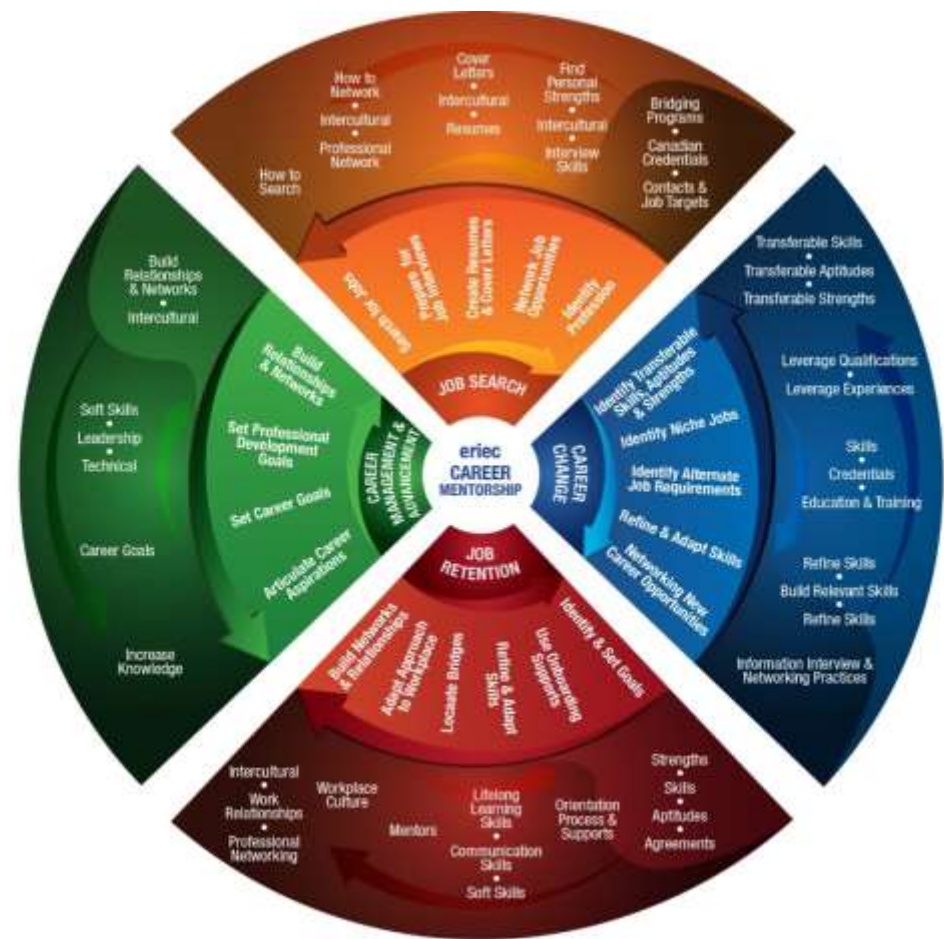 eriec
CAREER
MENTORSHIP
JOB SEARCH
Identify
Profession
Network Job
Opportunities
Create Resumes
& Cover Letters
Prepare for
Job Interviews
Search for Jobs
How to
Search
How to
Network
Intercultural
Professional
Network
Cover
Letters
Intercultural
Resumes
Find
Personal
Strengths
Intercultural
Interview
Skills
Bridging
Programs
Canadian
Credentials
Contacts &
Job Targets
CAREER
CHANGE
Identify Transferable
Skills, Aptitudes
& Strengths
Identify Niche Jobs
Identify Alternate
Job Requirements
Refine & Adapt Skills
Networking New
Career Opportunities
Transferable Skills
Transferable Aptitudes
Transferable Strengths
Leverage Qualifications
Leverage Experiences
Skills
Credentials
Education & Training
Refine Skills
Build Relevant Skills
Refine Skills
Information Interview &
Networking Practices
JOB
RETENTION
Identify & Set Goals
Use Onboarding
Supports
Refine & Adapt
Skills
Locaate Bridges
Adapt Approach
to Workplace
Build Networks
& Relationships
Strengths
Skills
Aptitudes
Agreements
Orientation
Process &
Supports
Lifelong
Learning
Skills
Communication
Skills
Soft Skills
Mentors
Workplace
Culture
Intercultural
Work
Relationships
Professional
Networking
CAREER
MANAGEMENT &
ADVANCEMENT
Articulate Career
Aspirations
Set Career Goals
Set Professional
Development
Goals
Build
Relationships
& Networks
Increase
Knowledge
Career Goals
Soft Skills
Leadership
Technical
Build
Relationships
& Networks
Intercultural